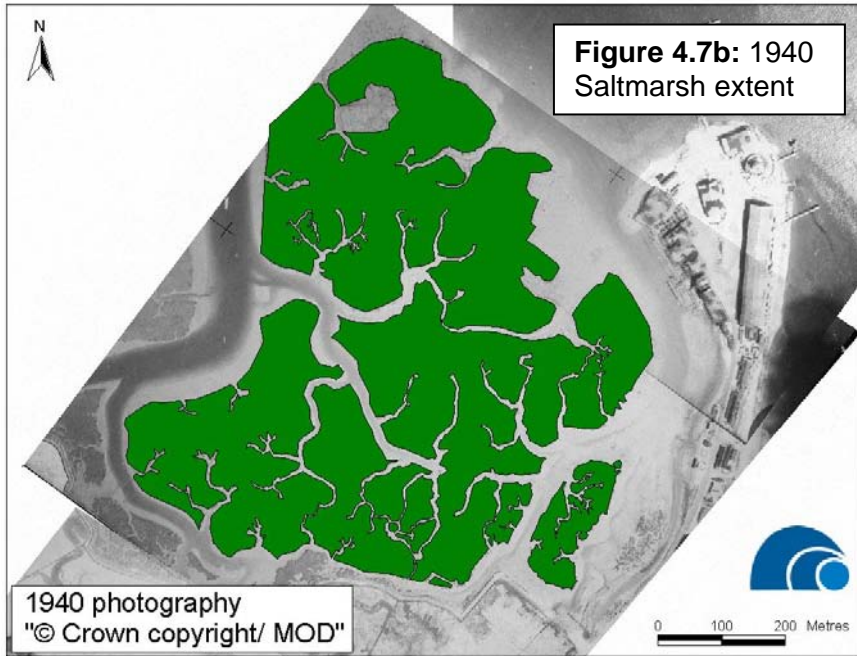 N
Figure 4.7b: 1940
Saltmarsh extent
1940 photography
"© Crown copyright/ MOD"
0 100 200 Metres